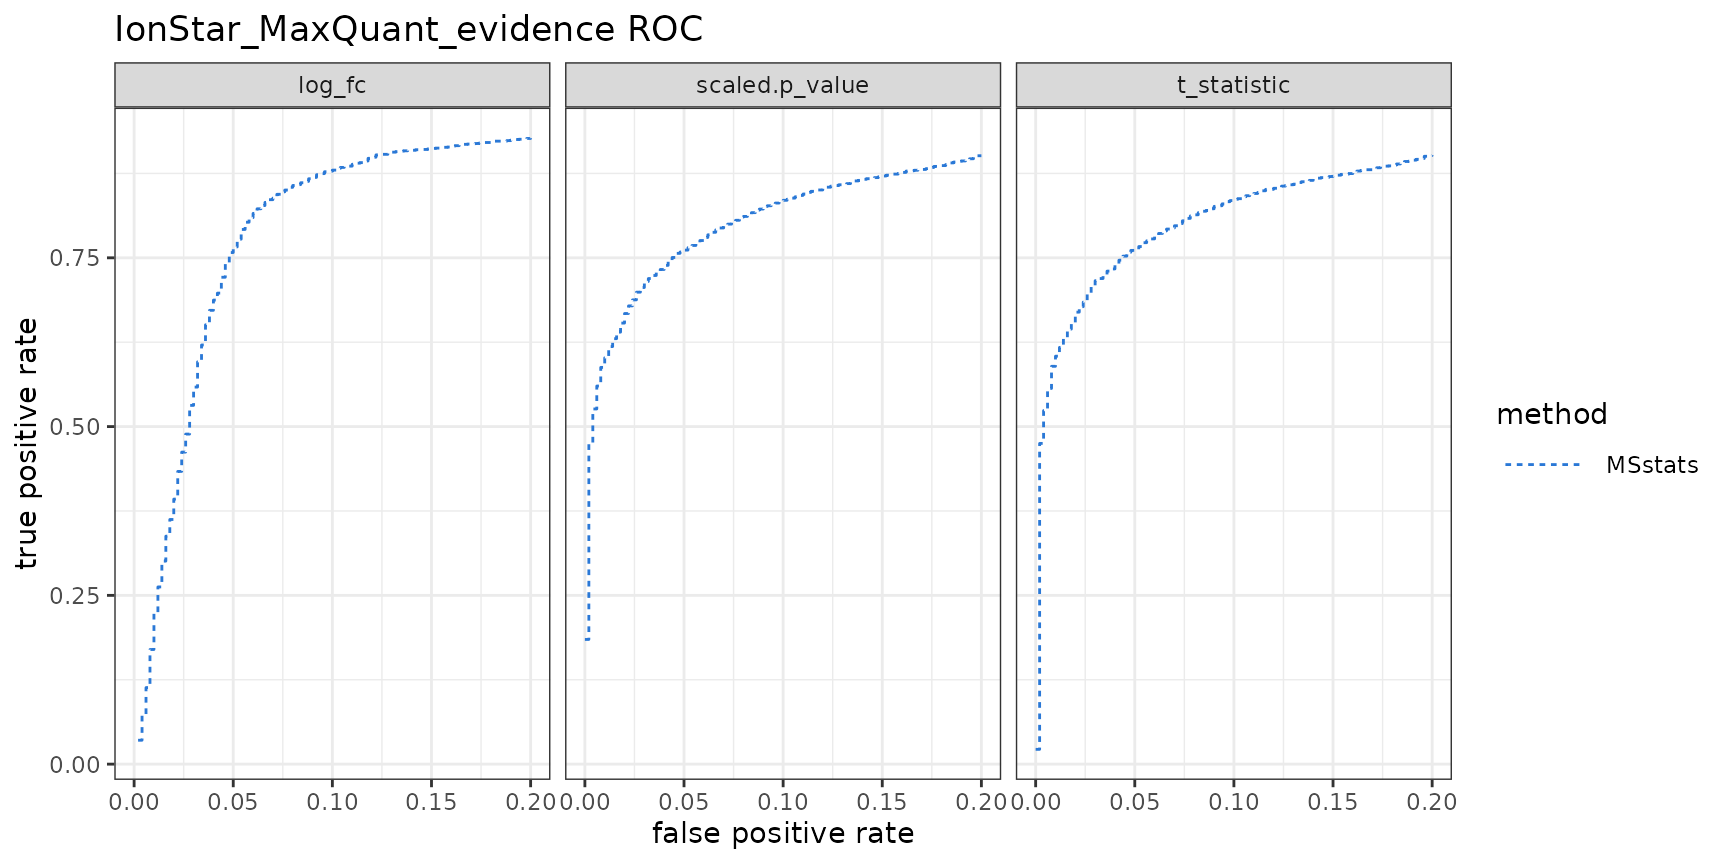 IonStar_MaxQuant_evidence ROC
log_fc
scaled.p_value
t_statistic
true positive rate
0.75
0.50
0.25
0.00
0.00 0.05 0.10 0.15 0.20
0.00 0.05 0.10 0.15 0.20
0.00 0.05 0.10 0.15 0.20
false positive rate
method
MSstats